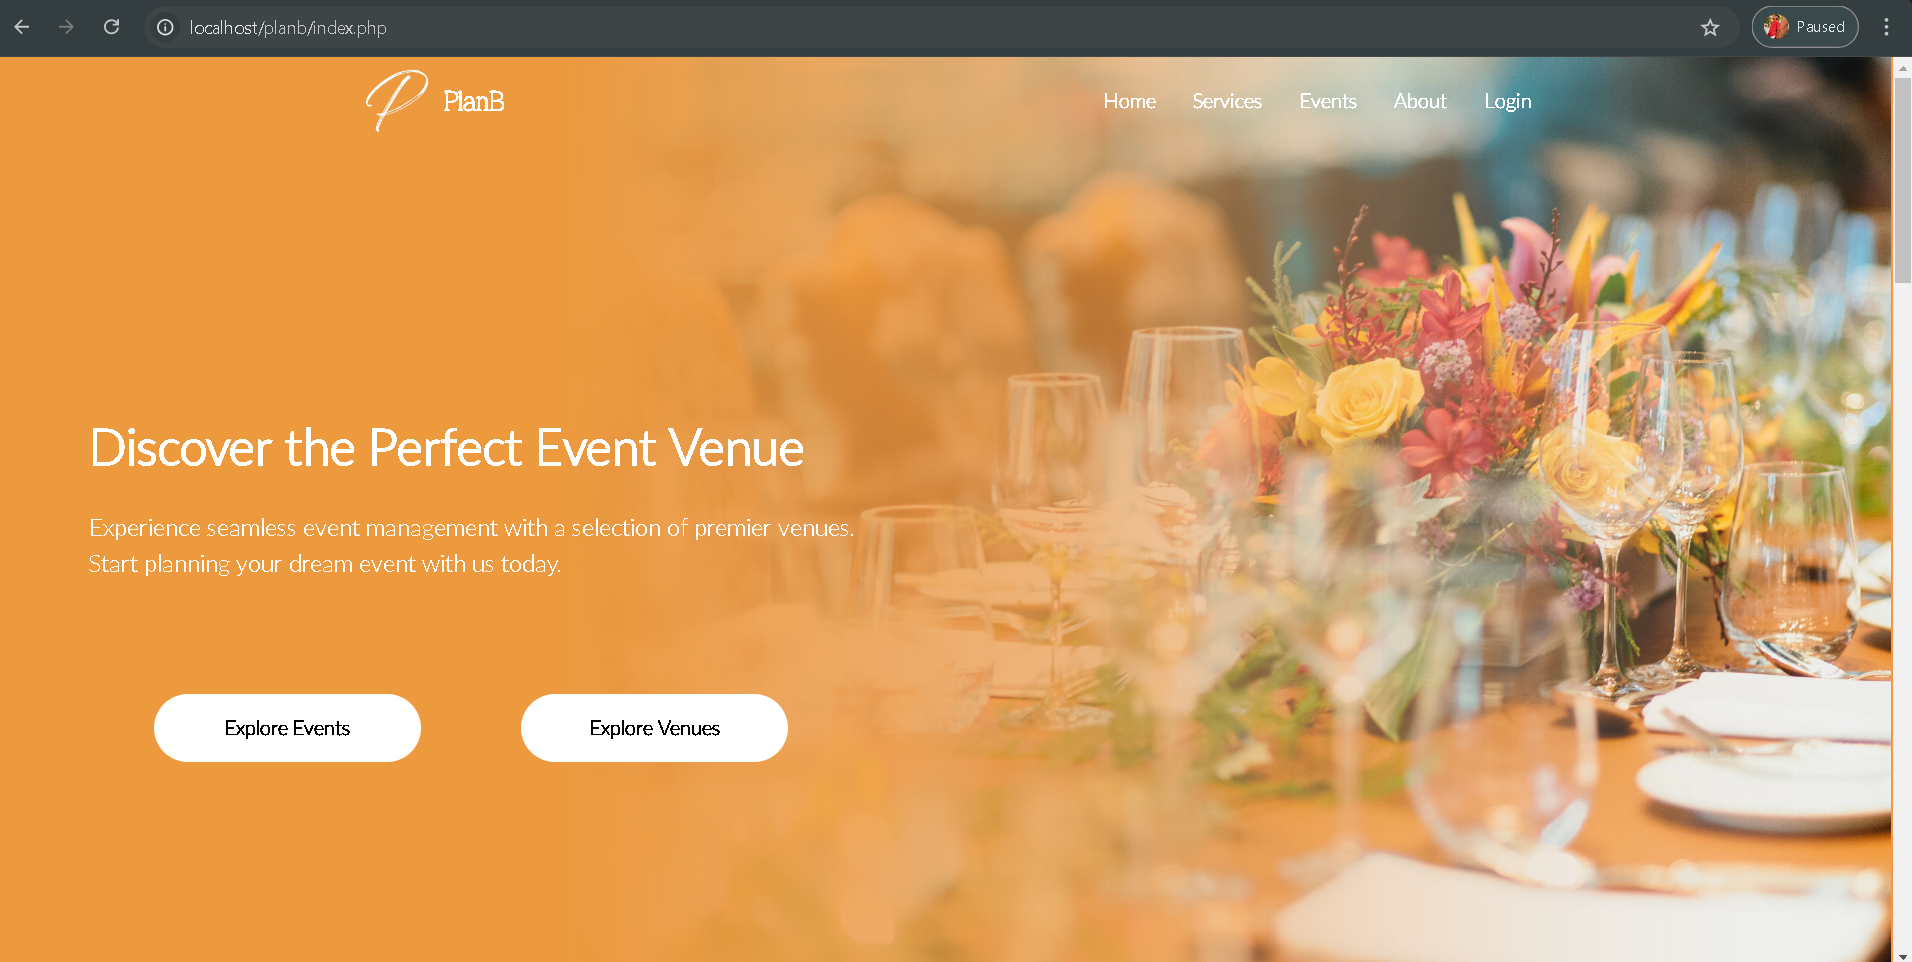 localhost/planb/index.php
Paused
P PlanB
Home Services Events About Login
Discover the Perfect Event Venue
Experience seamless event management with a selection of premier venues.
Start planning your dream event with us today.
Explore Events Explore Venues